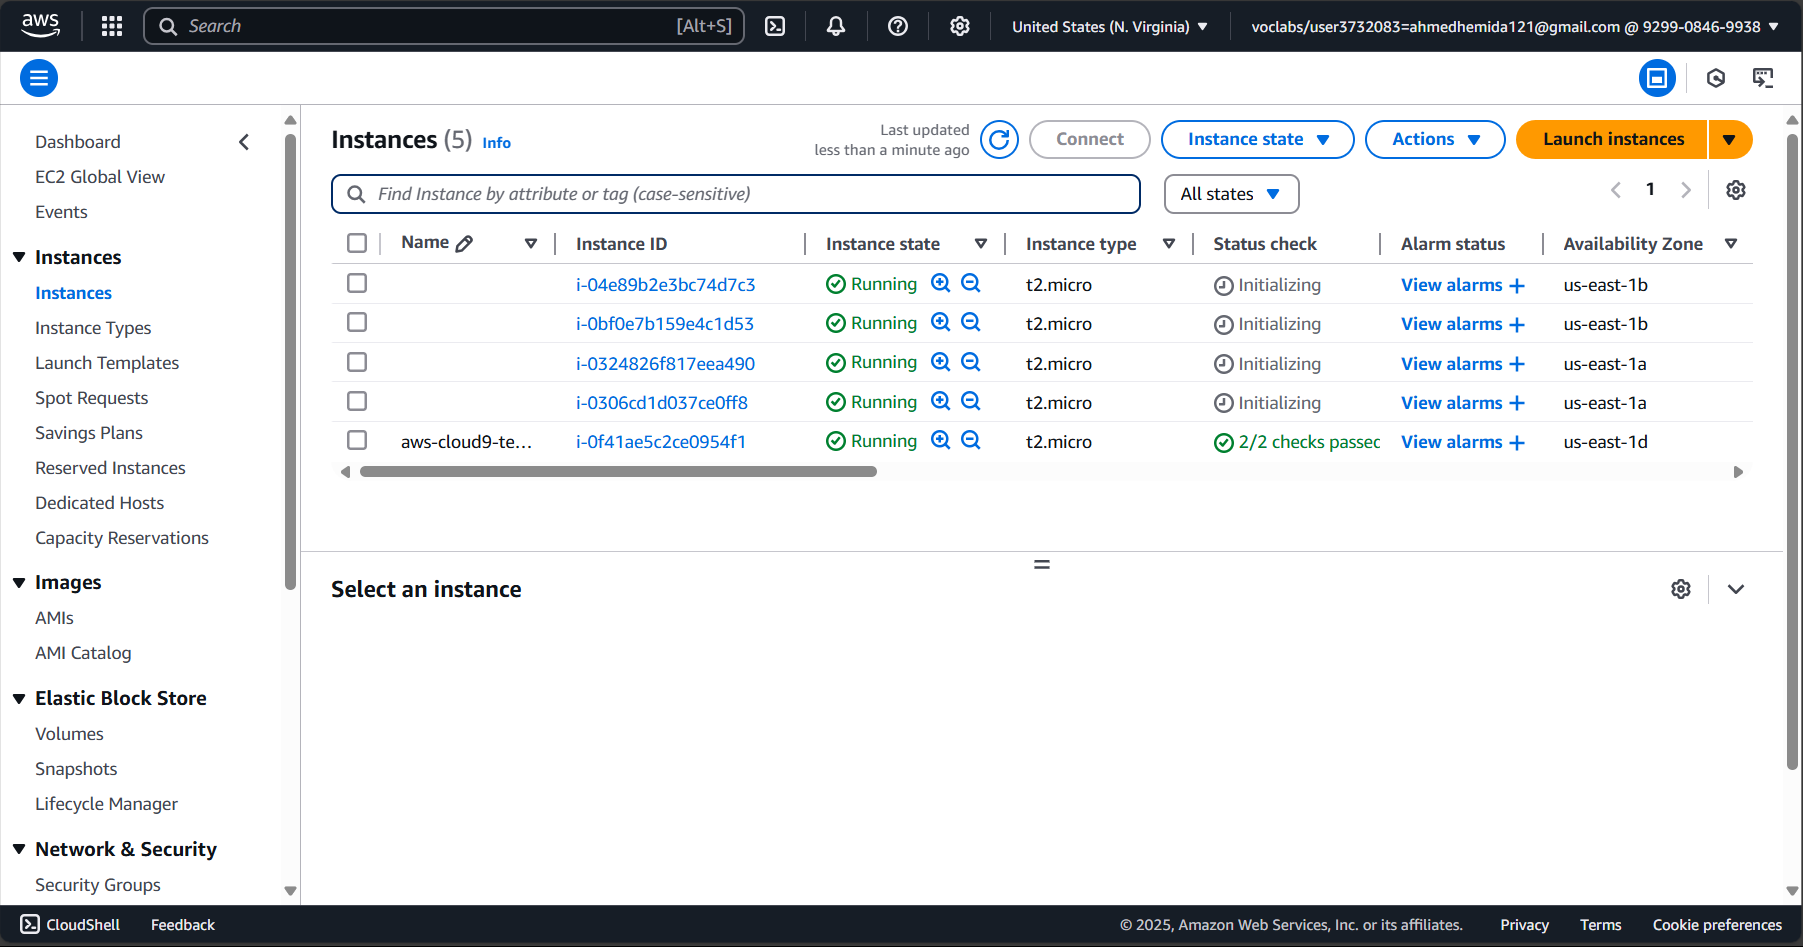 aws
Search [Alt+S]
United States (N. Virginia)
voclabs/user3732083=ahmedhemida121@gmail.com @ 9299-0846-9938
Dashboard
EC2 Global View
Events
Instances
Instances
Instance Types
Launch Templates
Spot Requests
Savings Plans
Reserved Instances
Dedicated Hosts
Capacity Reservations
Images
AMIs
AMI Catalog
Elastic Block Store
Volumes
Snapshots
Lifecycle Manager
Network & Security
Security Groups
Instances (5) Info
Last updated
less than a minute ago
Connect
Instance state
Actions
Launch instances
Find Instance by attribute or tag (case-sensitive)
All states
1
Name Instance ID Instance state Instance type Status check Alarm status Availability Zone
i-04e89b2e3bc74d7c3 Running t2.micro Initializing View alarms + us-east-1b
i-0bf0e7b159e4c1d53 Running t2.micro Initializing View alarms + us-east-1b
i-0324826f817eea490 Running t2.micro Initializing View alarms + us-east-1a
i-0306cd1d037ce0ff8 Running t2.micro Initializing View alarms + us-east-1a
aws-cloud9-te... i-0f41ae5c2ce0954f1 Running t2.micro 2/2 checks passed View alarms + us-east-1d
Select an instance
CloudShell Feedback
© 2025, Amazon Web Services, Inc. or its affiliates. Privacy Terms Cookie preferences